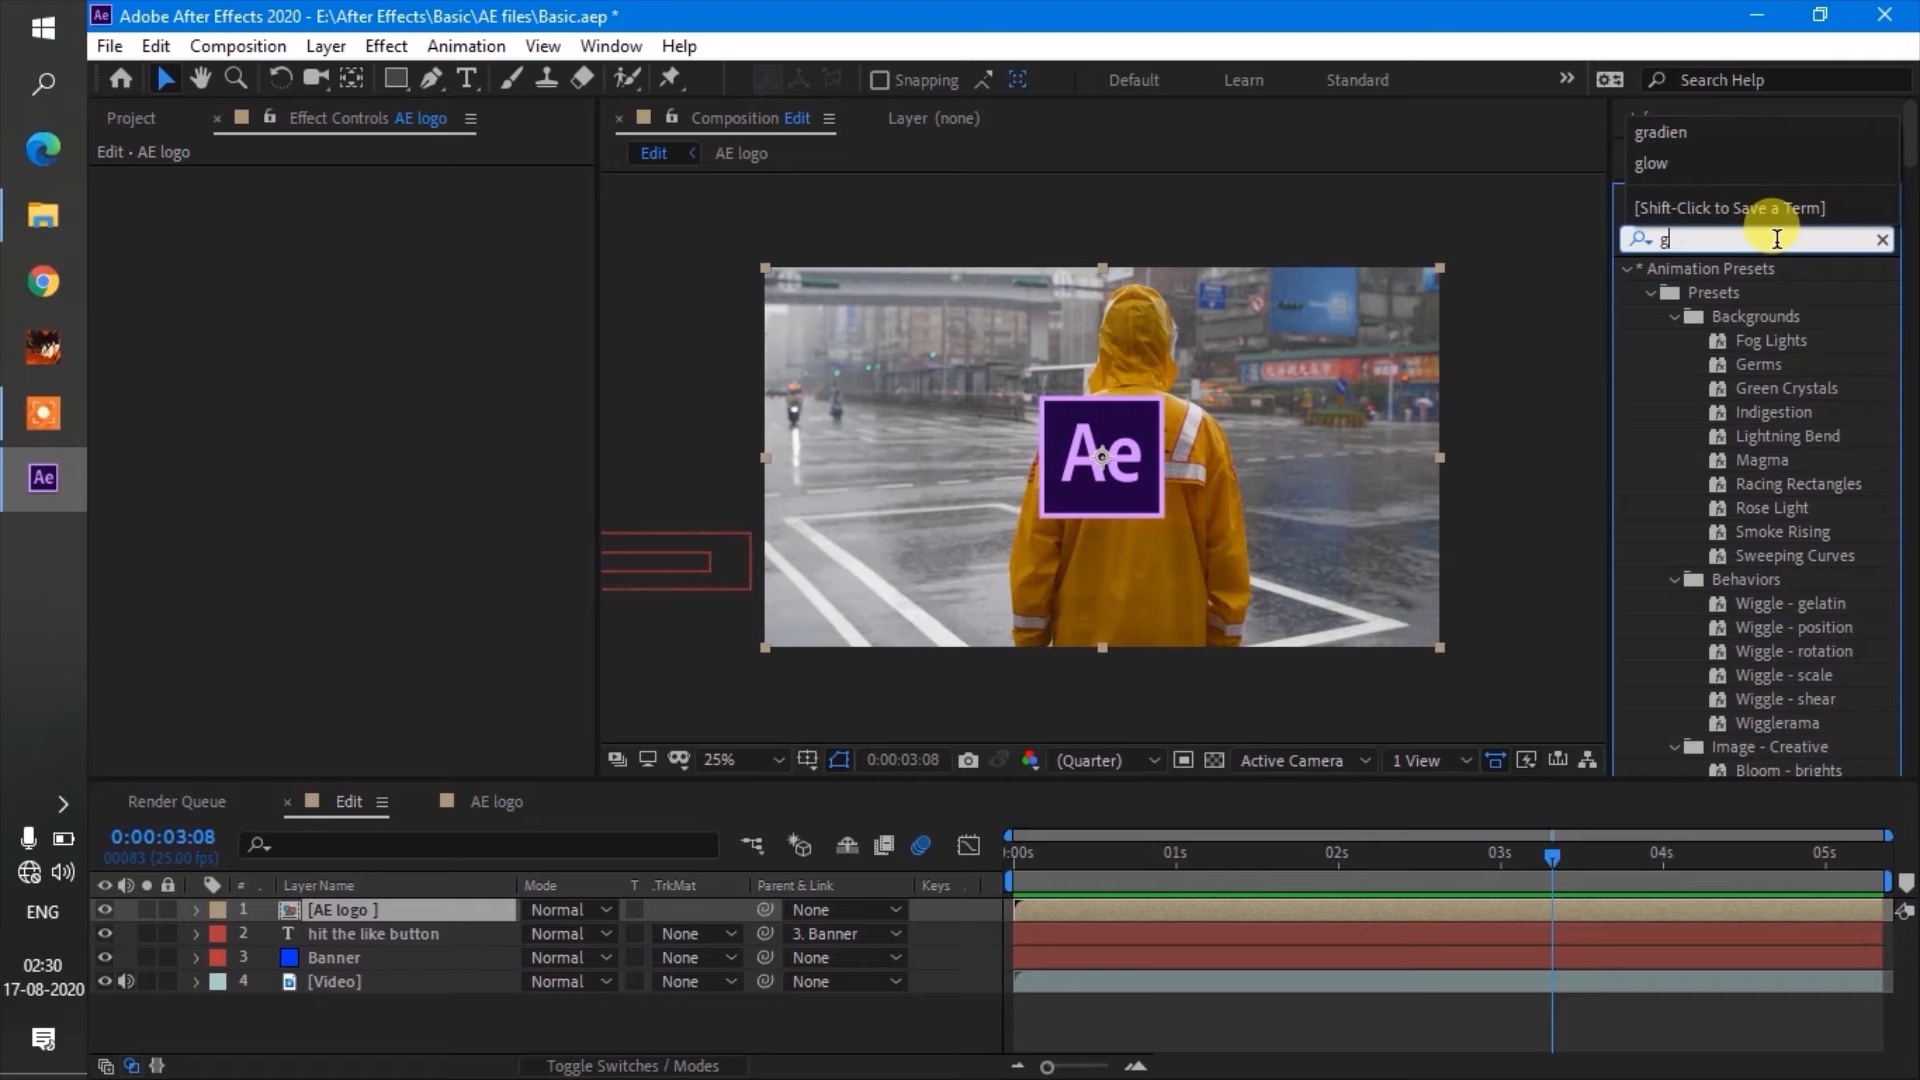 Adobe After Effects 2020 - E:\After Effects\Basic\AE files\Basic.aep *
File Edit Composition Layer Effect Animation View Window Help
Snapping
Default Learn Standard
Search Help
Project
Effect Controls AE logo
Composition Edit
Layer (none)
Edit • AE logo
Edit
AE logo
gradien
glow
[Shift-Click to Save a Term]
g
* Animation Presets
Presets
Backgrounds
Fog Lights
Germs
Green Crystals
Indigestion
Lightning Bend
Magma
Racing Rectangles
Rose Light
Smoke Rising
Sweeping Curves
Behaviors
Wiggle - gelatin
Wiggle - position
Wiggle - rotation
Wiggle - scale
Wiggle - shear
Wigglerama
Image - Creative
Bloom - brights
Ae
Ae
Ae
25%
0:00:03:08
(Quarter)
Active Camera
1 View
Render Queue
Edit
AE logo
0:00:03:08
00083 (25.00 fps)
:00s 01s 02s 03s 04s 05s
# . Layer Name Mode T .TrkMat Parent & Link Keys
1 [AE logo ] Normal None
2 T hit the like button Normal None 3. Banner
3 Banner Normal None None
4 [Video] Normal None None
Toggle Switches / Modes
ENG
02:30
17-08-2020